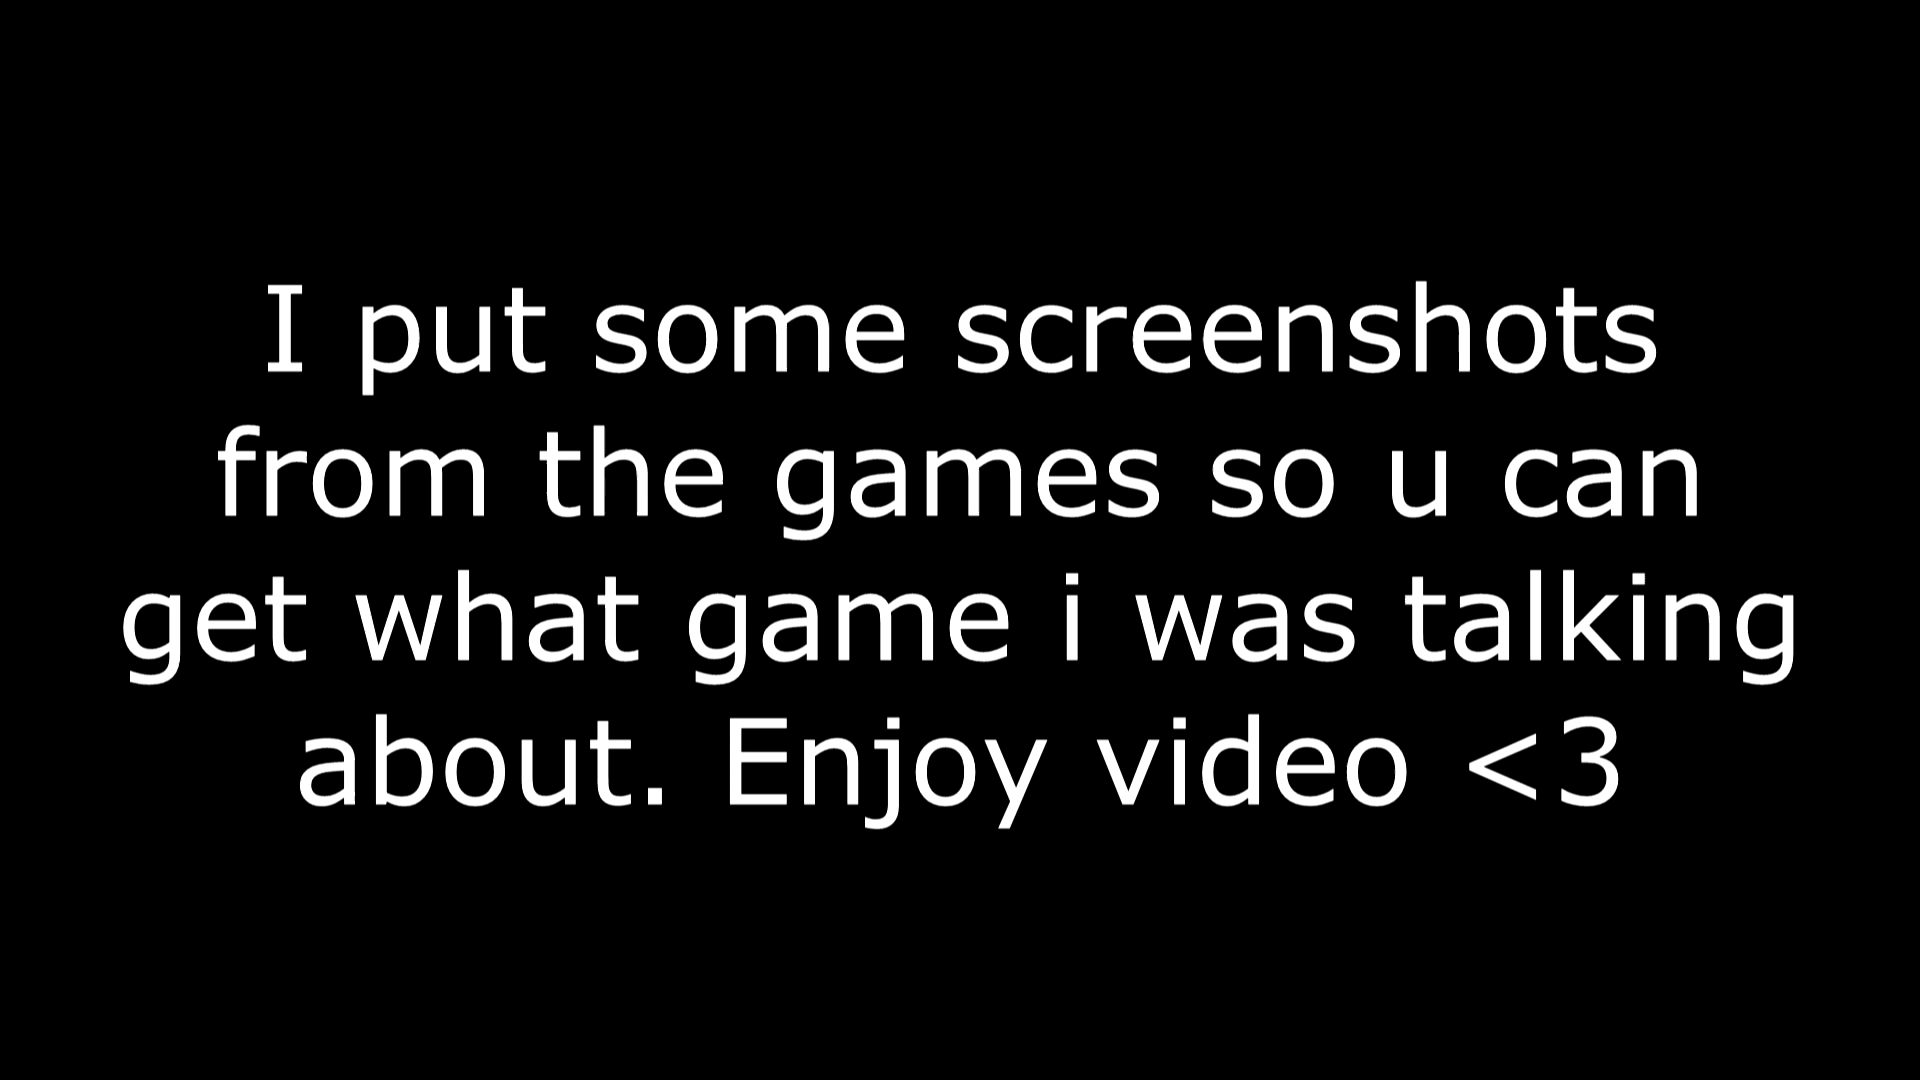 I put some screenshots
from the games so u can
get what game i was talking
about. Enjoy video <3